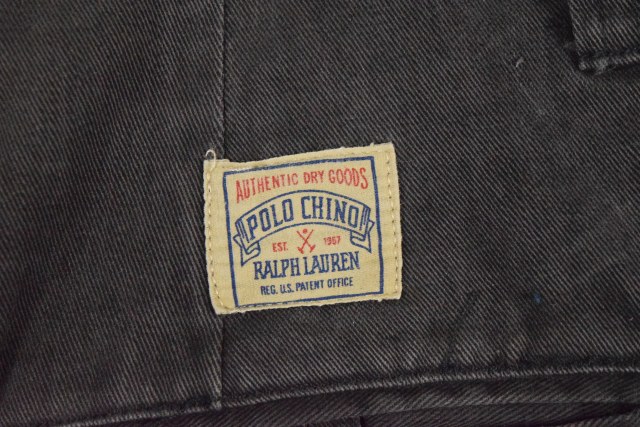 AUTHENTIC DRY GOODS
POLO CHINO
EST. 1967
RALPH LAUREN
REG. U.S. PATENT OFFICE